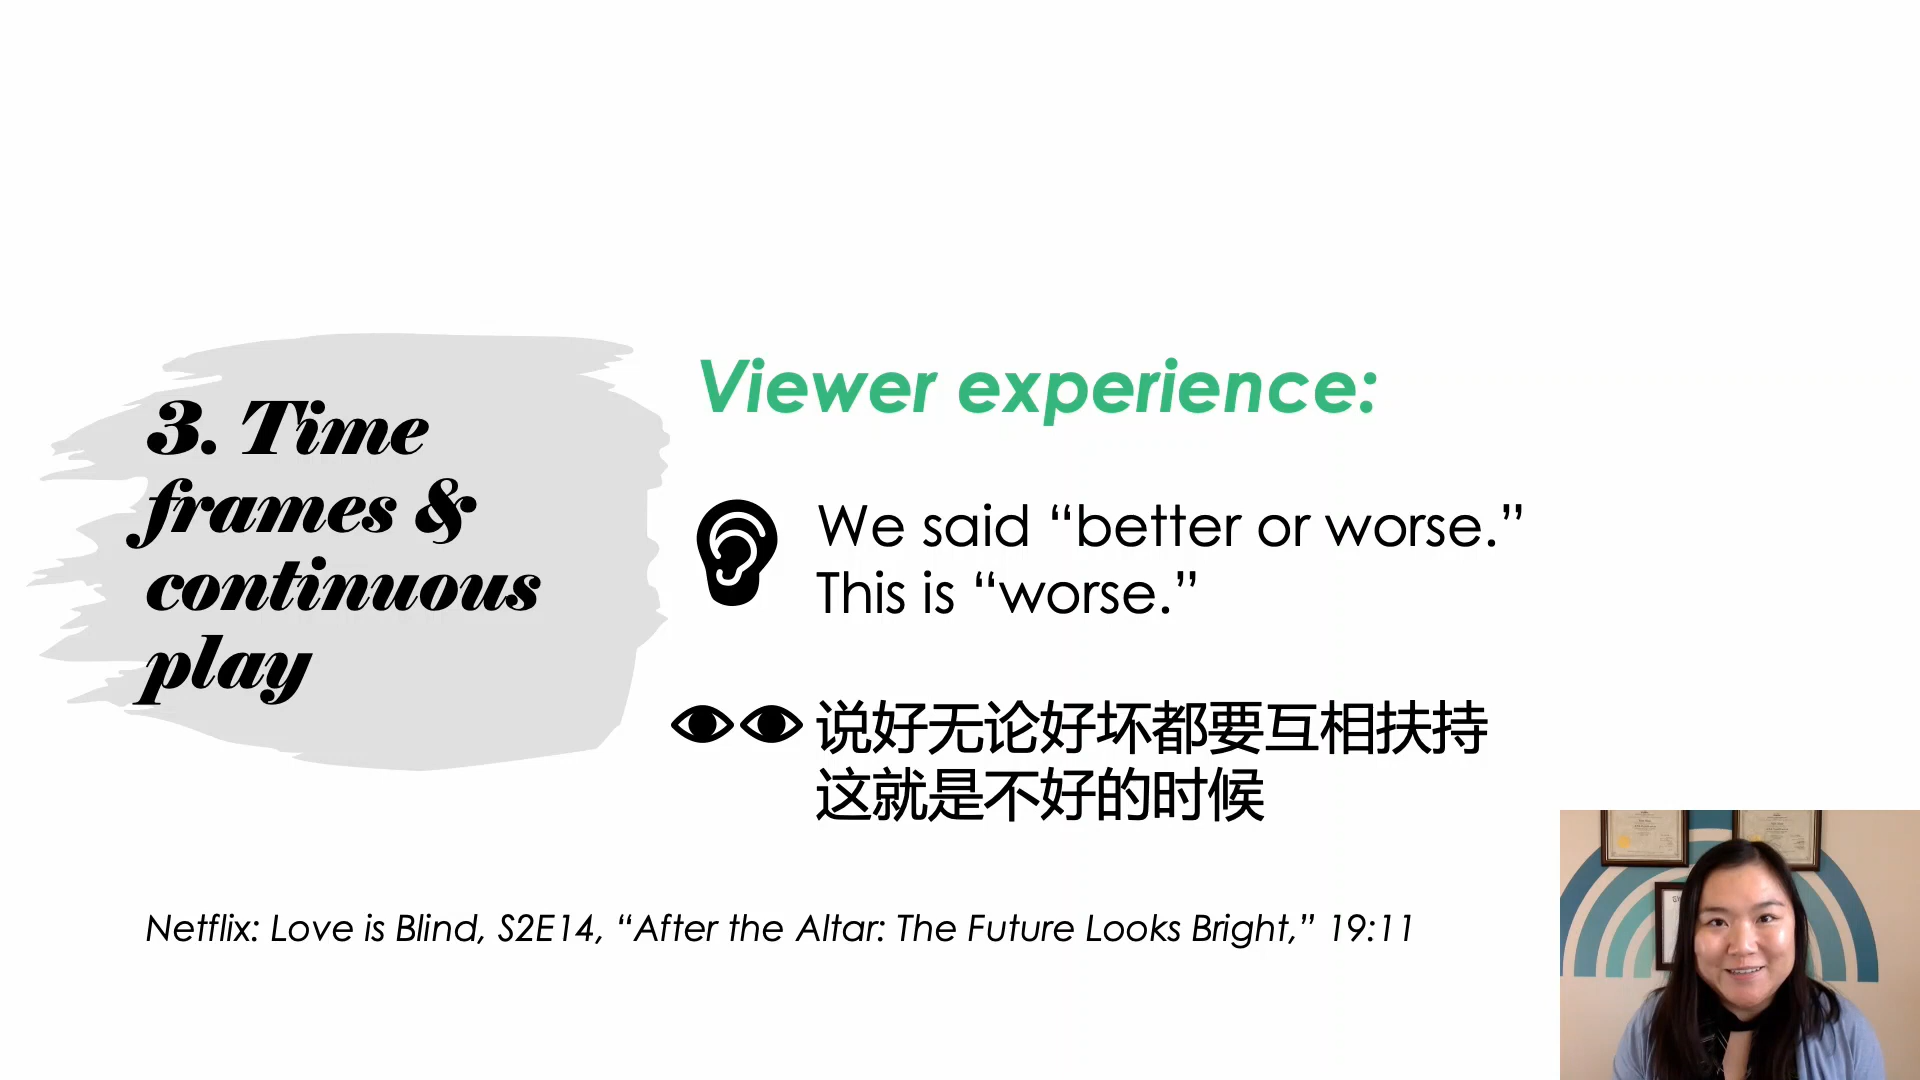 3. Time
frames &
continuous
play
Viewer experience:
We said “better or worse.”
This is “worse.”
说好无论好坏都要互相扶持
这就是不好的时候
Netflix: Love is Blind, S2E14, “After the Altar: The Future Looks Bright,” 19:11